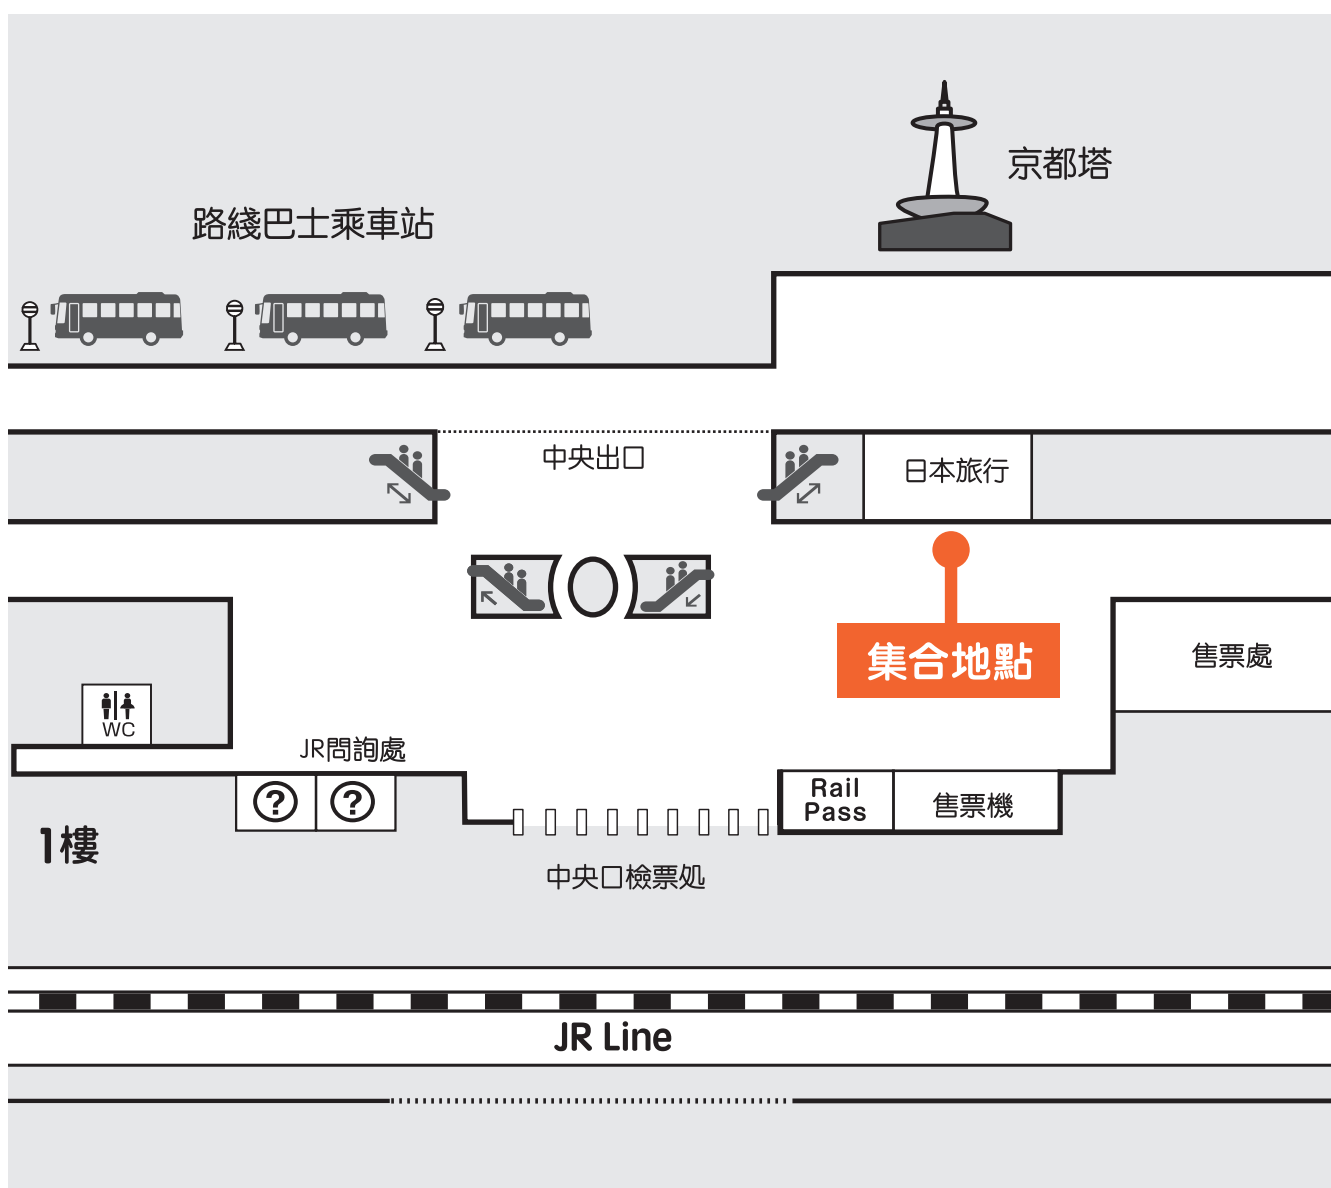 京都塔
路綫巴士乘車站
中央出口
日本旅行
集合地點
售票處
WC
JR問詢處
Rail
Pass
售票機
1樓
中央口檢票処
JR Line